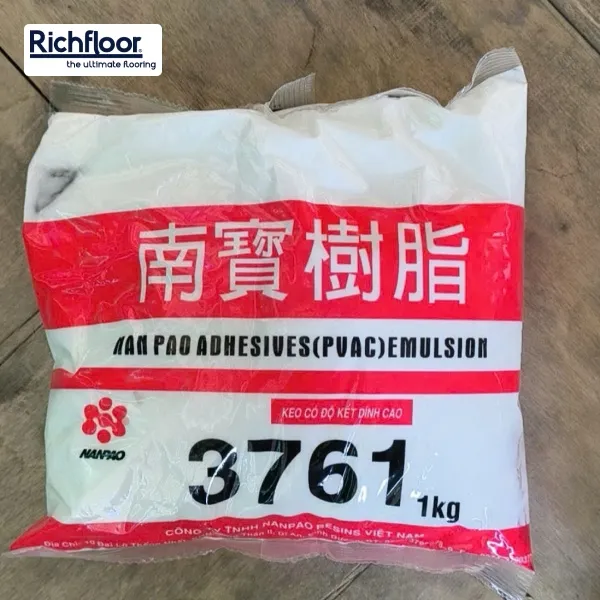 Richfloor
the ultimate flooring
南寶樹脂
NAN PAO ADHESIVES(PVAC)EMULSION
KEO CÓ ĐỘ KẾT DÍNH CAO
NANPAO
3761 1kg
CÔNG TY TNHH NANPAO RESINS VIỆT NAM